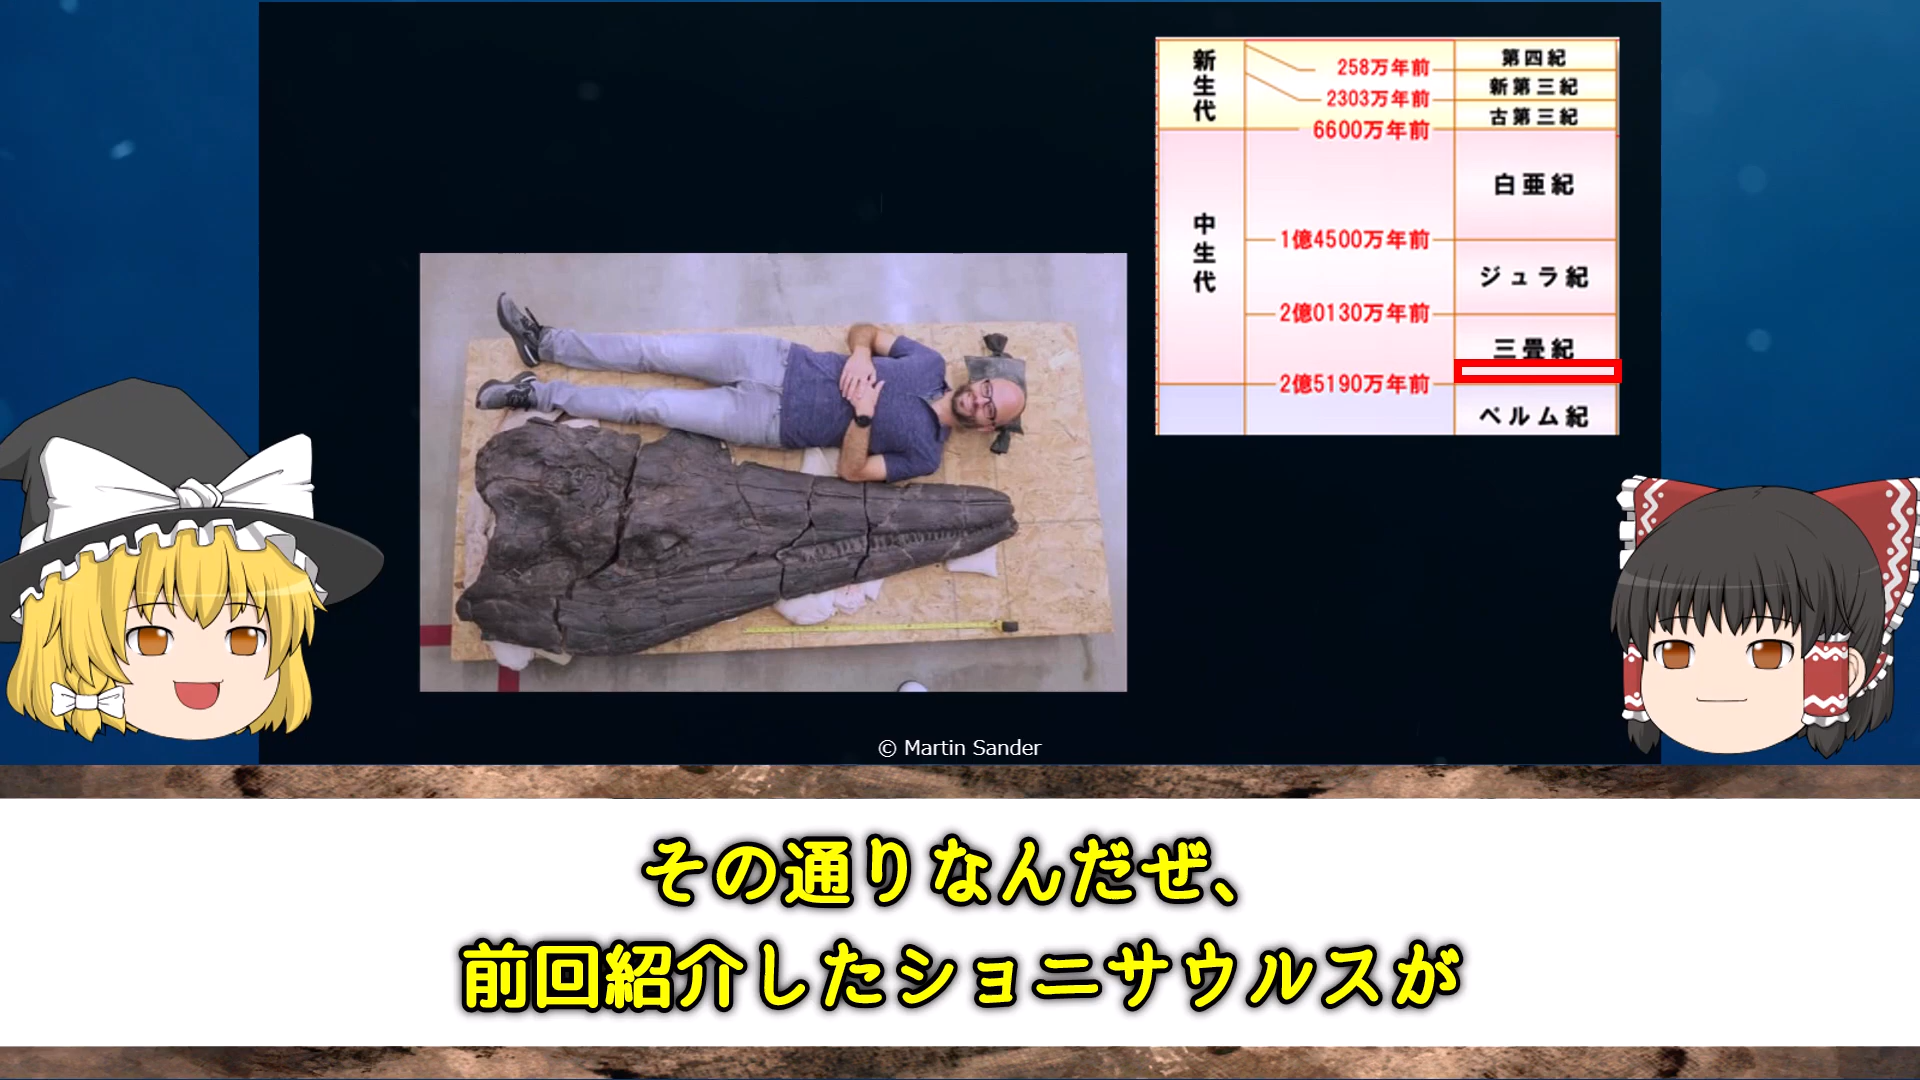 新生代
258万年前
第四紀
2303万年前
新第三紀
6600万年前
古第三紀
中生代
白亜紀
1億4500万年前
ジュラ紀
2億0130万年前
三畳紀
2億5190万年前
ペルム紀
© Martin Sander
その通りなんだぜ、
前回紹介したショニサウルスが